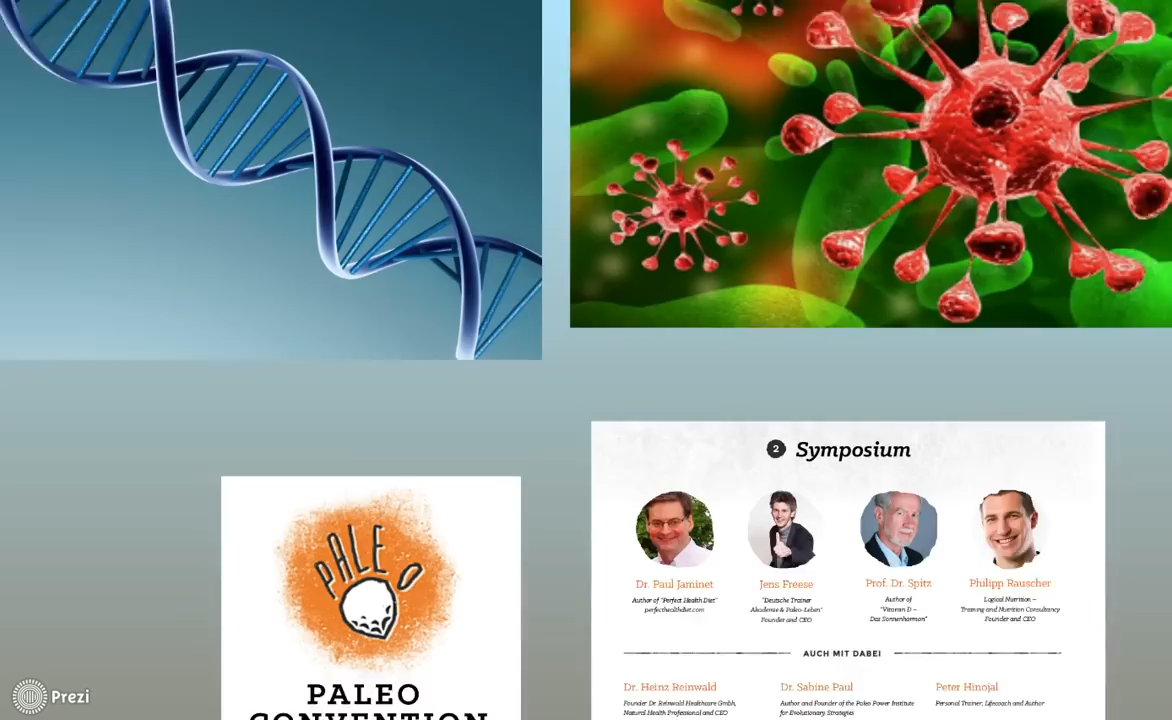 PALEO
PALEO
CONVENTION
2 Symposium
Dr. Paul Jaminet
Author of "Perfect Health Diet"
perfecthealthdiet.com
Jens Freese
"Deutsche Trainer
Akademie & Paleo-Leben"
Founder and CEO
Prof. Dr. Spitz
Author of
"Vitamin D –
Das Sonnenhormon"
Philipp Rauscher
Logical Nutrition –
Training and Nutrition Consultancy
Founder and CEO
AUCH MIT DABEI
Dr. Heinz Reinwald
Founder Dr. Reinwald Healthcare Gmbh,
Natural Health Professional and CEO
Dr. Sabine Paul
Author and Founder of the Paleo Power Institute
for Evolutionary Strategies
Peter Hinojal
Personal Trainer, Lifecoach and Author
Prezi